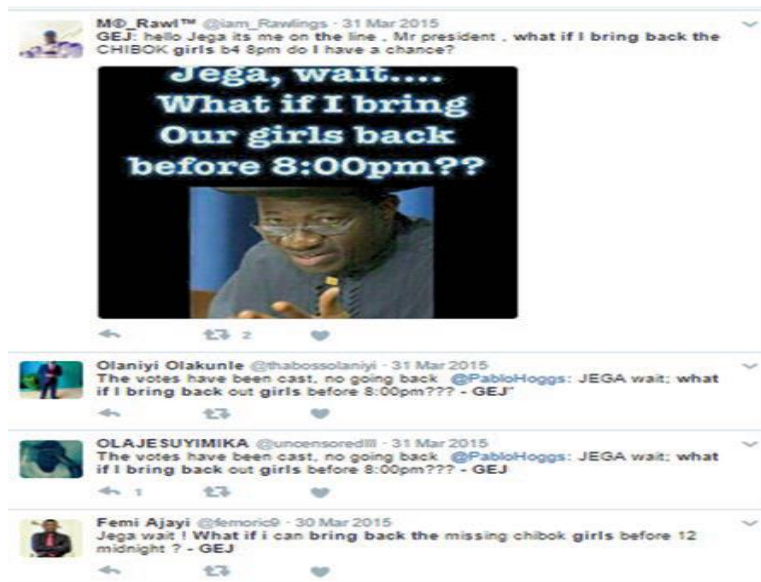 M©_Rawl™ @iam_Rawlings · 31 Mar 2015
GEJ: hello Jega its me on the line , Mr president , what if I bring back the
CHIBOK girls b4 8pm do I have a chance?
Jega, wait....
What if I bring
Our girls back
before 8:00pm??
2
Olaniyi Olakunle @thabossolaniyi · 31 Mar 2015
The votes have been cast, no going back @PabloHoggs: JEGA wait; what
if I bring back out girls before 8:00pm??? - GEJ"
OLAJESUYIMIKA @uncensoredlll · 31 Mar 2015
The votes have been cast, no going back @PabloHoggs: JEGA wait; what
if I bring back out girls before 8:00pm??? - GEJ
1
Femi Ajayi @femoric9 · 30 Mar 2015
Jega wait ! What if i can bring back the missing chibok girls before 12
midnight ? - GEJ